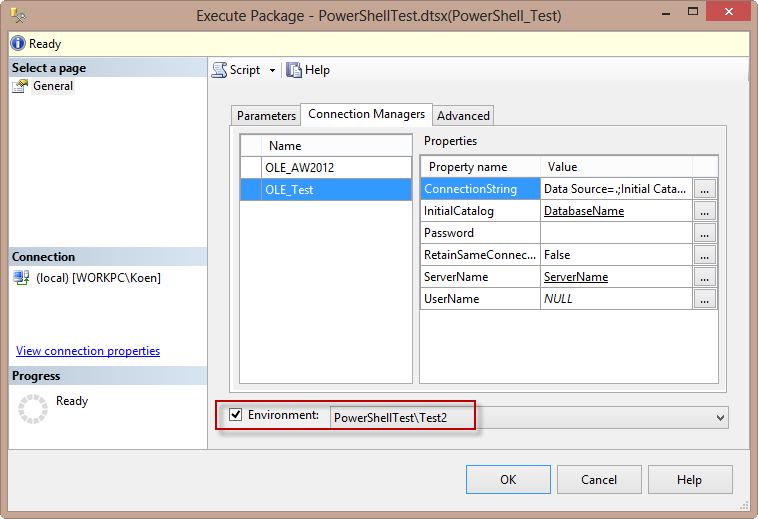 Execute Package - PowerShellTest.dtsx(PowerShell_Test)
Ready
Select a page
General
Script Help
Parameters Connection Managers Advanced
Name
OLE_AW2012
OLE_Test
Properties
Property name Value
ConnectionString Data Source=.;Initial Cata... ...
InitialCatalog DatabaseName ...
Password ...
RetainSameConnec... False ...
ServerName ServerName ...
UserName NULL ...
Connection
(local) [WORKPC\Koen]
View connection properties
Progress
Ready
Environment: PowerShellTest\Test2
OK Cancel Help